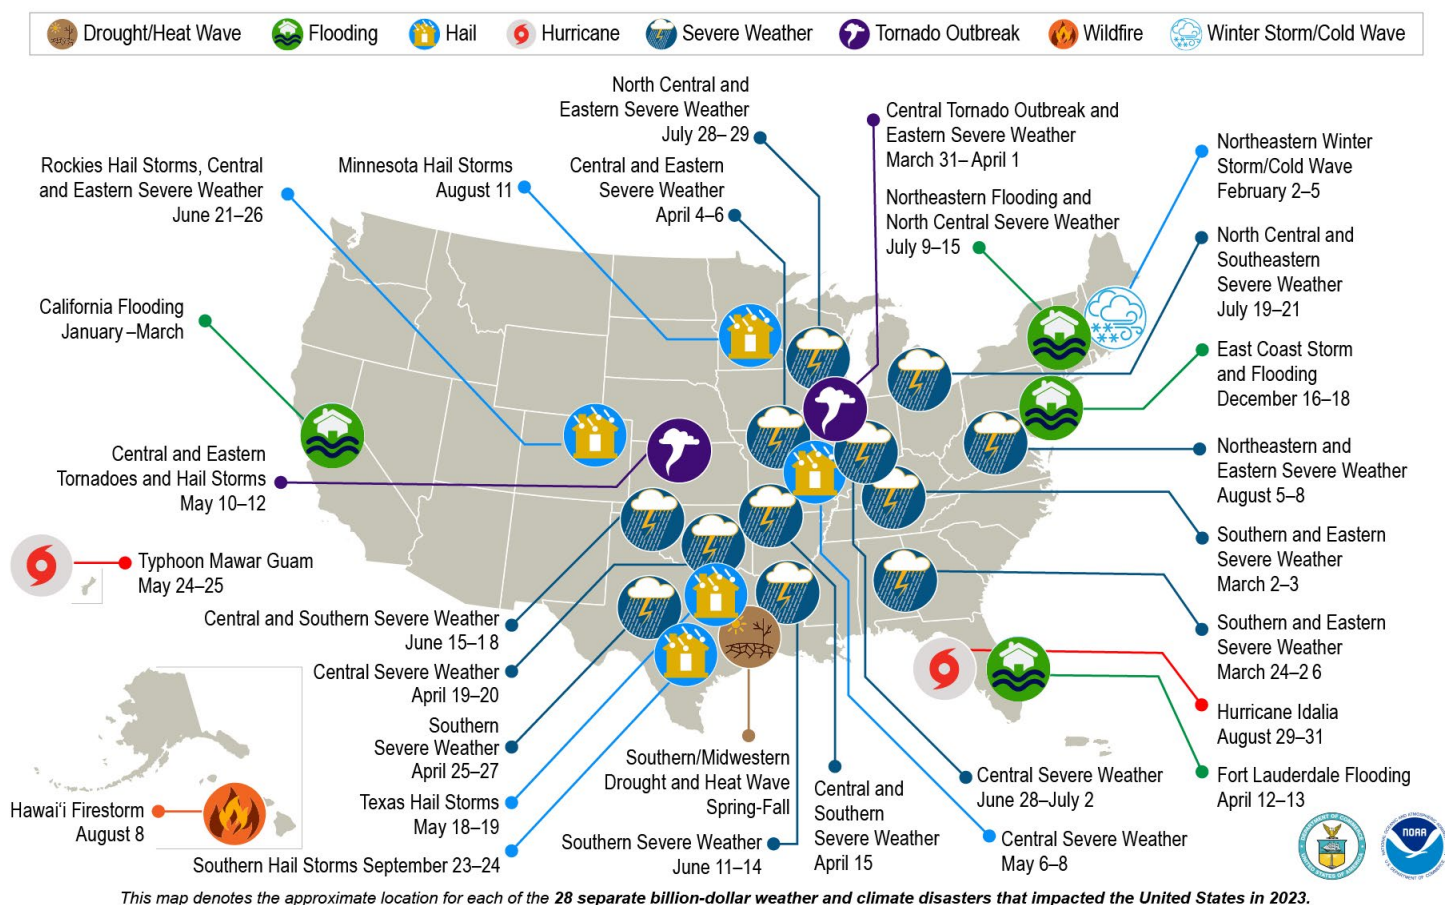 Drought/Heat Wave
Flooding
Hail
Hurricane
Severe Weather
Tornado Outbreak
Wildfire
Winter Storm/Cold Wave
North Central and
Eastern Severe Weather
July 28–29
Central Tornado Outbreak and
Eastern Severe Weather
March 31–April 1
Northeastern Winter
Storm/Cold Wave
February 2–5
Rockies Hail Storms, Central
and Eastern Severe Weather
June 21–26
Minnesota Hail Storms
August 11
Central and Eastern
Severe Weather
April 4–6
Northeastern Flooding and
North Central Severe Weather
July 9–15
North Central and
Southeastern
Severe Weather
July 19–21
California Flooding
January–March
East Coast Storm
and Flooding
December 16–18
Central and Eastern
Tornadoes and Hail Storms
May 10–12
Northeastern and
Eastern Severe Weather
August 5–8
Typhoon Mawar Guam
May 24–25
Southern and Eastern
Severe Weather
March 2–3
Central and Southern Severe Weather
June 15–18
Southern and Eastern
Severe Weather
March 24–26
Central Severe Weather
April 19–20
Hurricane Idalia
August 29–31
Southern
Severe Weather
April 25–27
Southern/Midwestern
Drought and Heat Wave
Spring-Fall
Central and
Southern
Severe Weather
April 15
Central Severe Weather
June 28–July 2
Fort Lauderdale Flooding
April 12–13
Hawai‘i Firestorm
August 8
Texas Hail Storms
May 18–19
Southern Severe Weather
June 11–14
Central Severe Weather
May 6–8
Southern Hail Storms September 23–24
DEPARTMENT OF COMMERCE
UNITED STATES OF AMERICA
NOAA
This map denotes the approximate location for each of the 28 separate billion-dollar weather and climate disasters that impacted the United States in 2023.